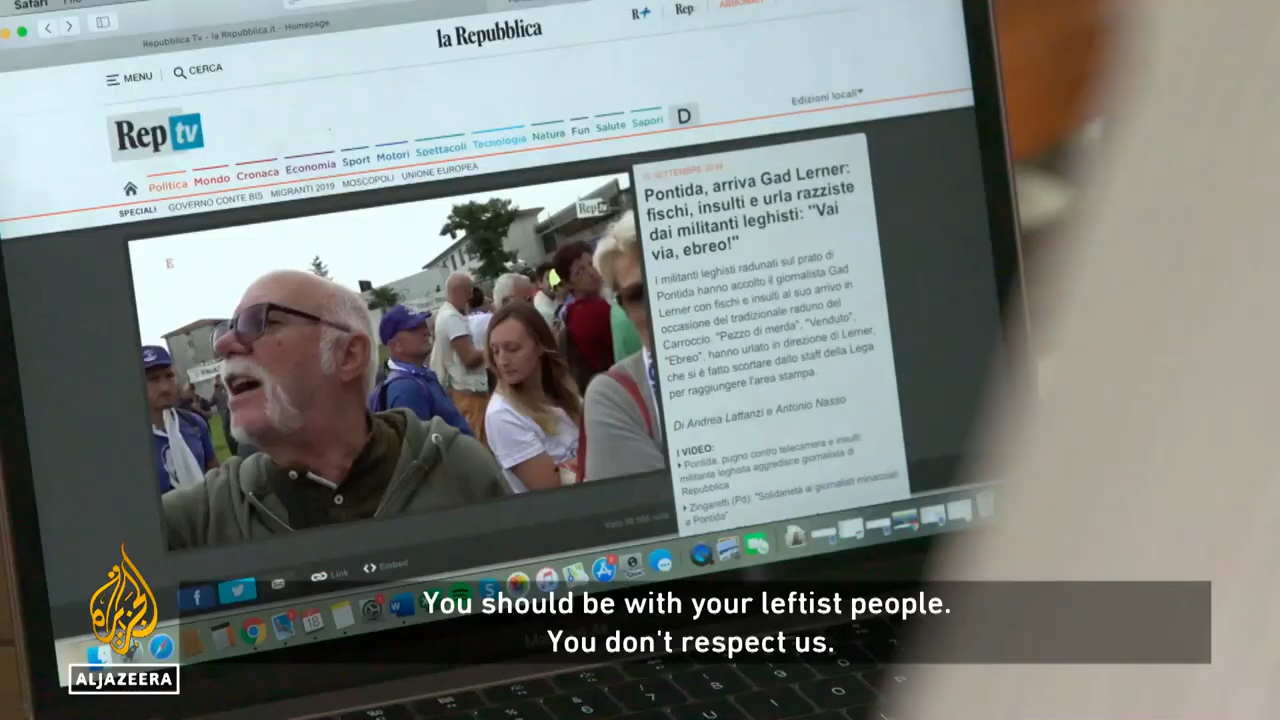 Safari
Repubblica Tv - la Repubblica.it - Homepage
la Repubblica
R+
Rep:
MENU
CERCA
Rep tv
Edizioni locali
Politica Mondo Cronaca Economia Sport Motori Spettacoli Tecnologia Natura Fun Salute Sapori D
SPECIALI GOVERNO CONTE BIS MIGRANTI 2019 MOSCOPOLI UNIONE EUROPEA
Rep tv
E
15 SETTEMBRE 2019
Pontida, arriva Gad Lerner:
fischi, insulti e urla razziste
dai militanti leghisti: "Vai
via, ebreo!"
I militanti leghisti radunati sul prato di
Pontida hanno accolto il giornalista Gad
Lerner con fischi e insulti al suo arrivo in
occasione del tradizionale raduno del
Carroccio. "Pezzo di merda", "Venduto",
"Ebreo", hanno urlato in direzione di Lerner,
che si è fatto scortare dallo staff della Lega
per raggiungere l'area stampa.
Di Andrea Lattanzi e Antonio Nasso
I VIDEO:
Pontida, pugno contro telecamera e insulti:
militante leghista aggredisce giornalista di
Repubblica
Zingaretti (Pd): "Solidarietà ai giornalisti minacciati
a Pontida"
Link
Embed
18
You should be with your leftist people.
You don't respect us.
ALJAZEERA